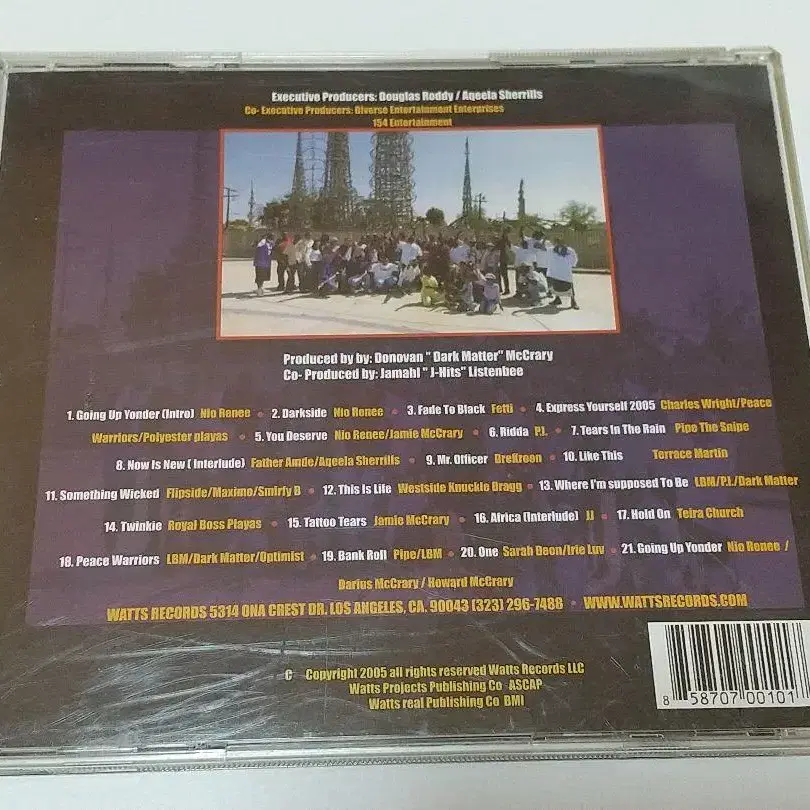 Executive Producers: Douglas Roddy / Aqeela Sherrills
Co- Executive Producers: Diverse Entertainment Enterprises
154 Entertainment
Produced by by: Donovan " Dark Matter" McCrary
Co- Produced by: Jamahl " J-Hits" Listenbee
1. Going Up Yonder (Intro) Nio Renee • 2. Darkside Nio Renee • 3. Fade To Black Fetti • 4. Express Yourself 2005 Charles Wright/Peace
Warriors/Polyester playas • 5. You Deserve Nio Renee/Jamie McCrary • 6. Ridda P.J. • 7. Tears In The Rain Pipe The Snipe
8. Now Is New ( Interlude) Father Amde/Aqeela Sherrills • 9. Mr. Officer DreKroon • 10. Like This Terrace Martin
11. Something Wicked Flipside/Maximo/Smirfy B • 12. This Is Life Westside Knuckle Dragg • 13. Where I'm supposed To Be LBM/P.J./Dark Matter
14. Twinkie Royal Boss Playas • 15. Tattoo Tears Jamie McCrary • 16. Africa (Interlude) JJ • 17. Hold On Teira Church
18. Peace Warriors LBM/Dark Matter/Optimist • 19. Bank Roll Pipe/LBM • 20. One Sarah Deon/Irie Luv • 21. Going Up Yonder Nio Renee /
Darius McCrary / Howard McCrary
WATTS RECORDS 5314 ONA CREST DR. LOS ANGELES, CA. 90043 (323) 296-7488 • WWW.WATTSRECORDS.COM
C Copyright 2005 all rights reserved Watts Records LLC
Watts Projects Publishing Co ASCAP
Watts real Publishing Co BMI
8 58707 00101